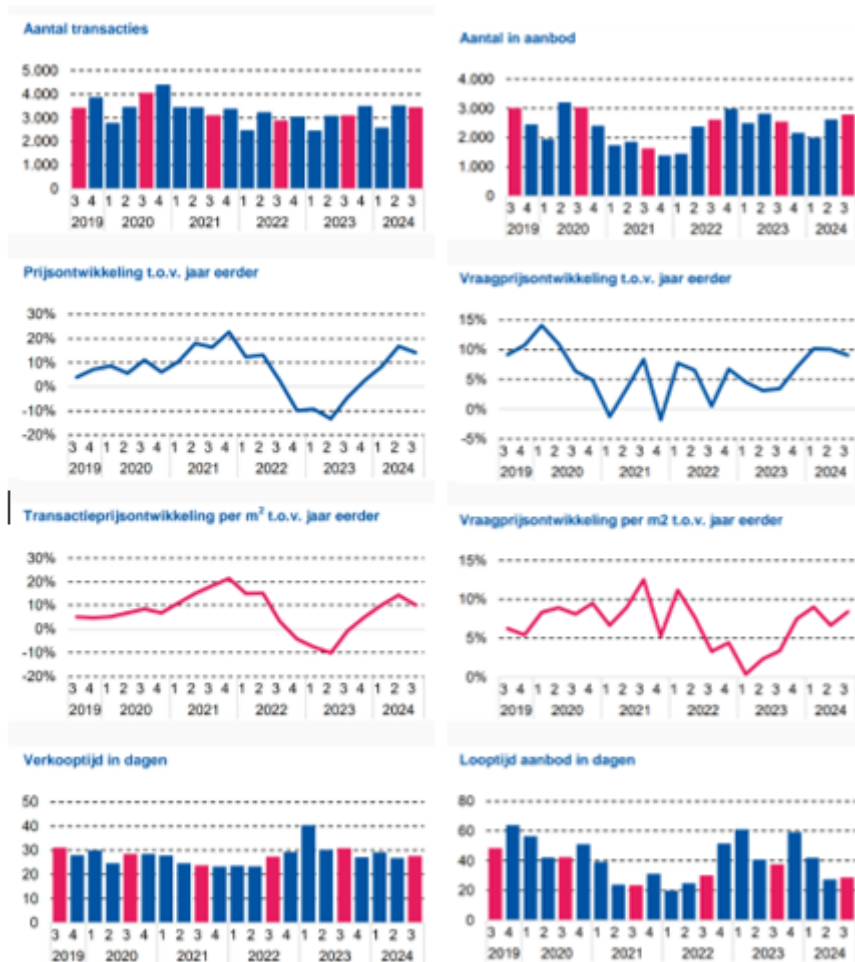 Aantal transacties
5.000
4.000
3.000
2.000
1.000
0
3 4 1 2 3 4 1 2 3 4 1 2 3 4 1 2 3 4 1 2 3
2019 2020 2021 2022 2023 2024
Aantal in aanbod
4.000
3.000
2.000
1.000
0
3 4 1 2 3 4 1 2 3 4 1 2 3 4 1 2 3 4 1 2 3
2019 2020 2021 2022 2023 2024
Prijsontwikkeling t.o.v. jaar eerder
30%
20%
10%
0%
-10%
-20%
3 4 1 2 3 4 1 2 3 4 1 2 3 4 1 2 3 4 1 2 3
2019 2020 2021 2022 2023 2024
Vraagprijsontwikkeling t.o.v. jaar eerder
15%
10%
5%
0%
-5%
3 4 1 2 3 4 1 2 3 4 1 2 3 4 1 2 3 4 1 2 3
2019 2020 2021 2022 2023 2024
Transactieprijsontwikkeling per m² t.o.v. jaar eerder
30%
20%
10%
0%
-10%
-20%
3 4 1 2 3 4 1 2 3 4 1 2 3 4 1 2 3 4 1 2 3
2019 2020 2021 2022 2023 2024
Vraagprijsontwikkeling per m2 t.o.v. jaar eerder
15%
10%
5%
0%
3 4 1 2 3 4 1 2 3 4 1 2 3 4 1 2 3 4 1 2 3
2019 2020 2021 2022 2023 2024
Verkooptijd in dagen
50
40
30
20
10
0
3 4 1 2 3 4 1 2 3 4 1 2 3 4 1 2 3 4 1 2 3
2019 2020 2021 2022 2023 2024
Looptijd aanbod in dagen
80
60
40
20
0
3 4 1 2 3 4 1 2 3 4 1 2 3 4 1 2 3 4 1 2 3
2019 2020 2021 2022 2023 2024